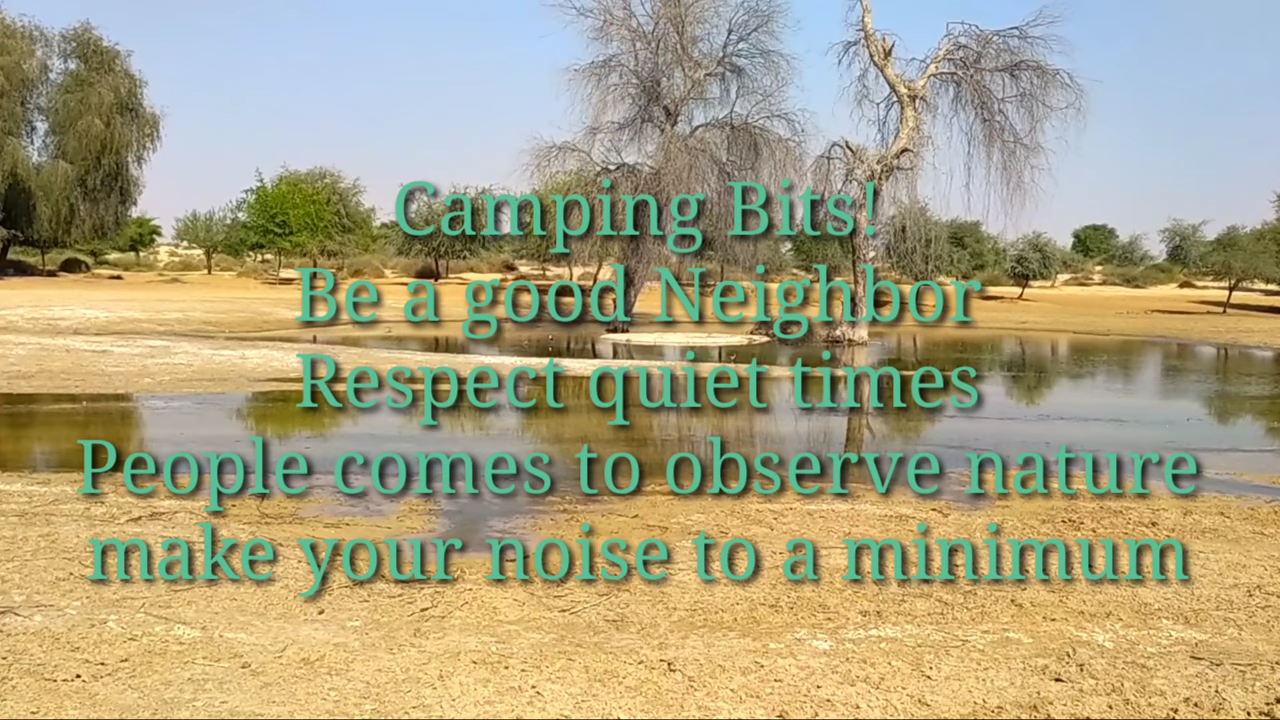 Camping Bits!
Be a good Neighbor
Respect quiet times
People comes to observe nature
make your noise to a minimum